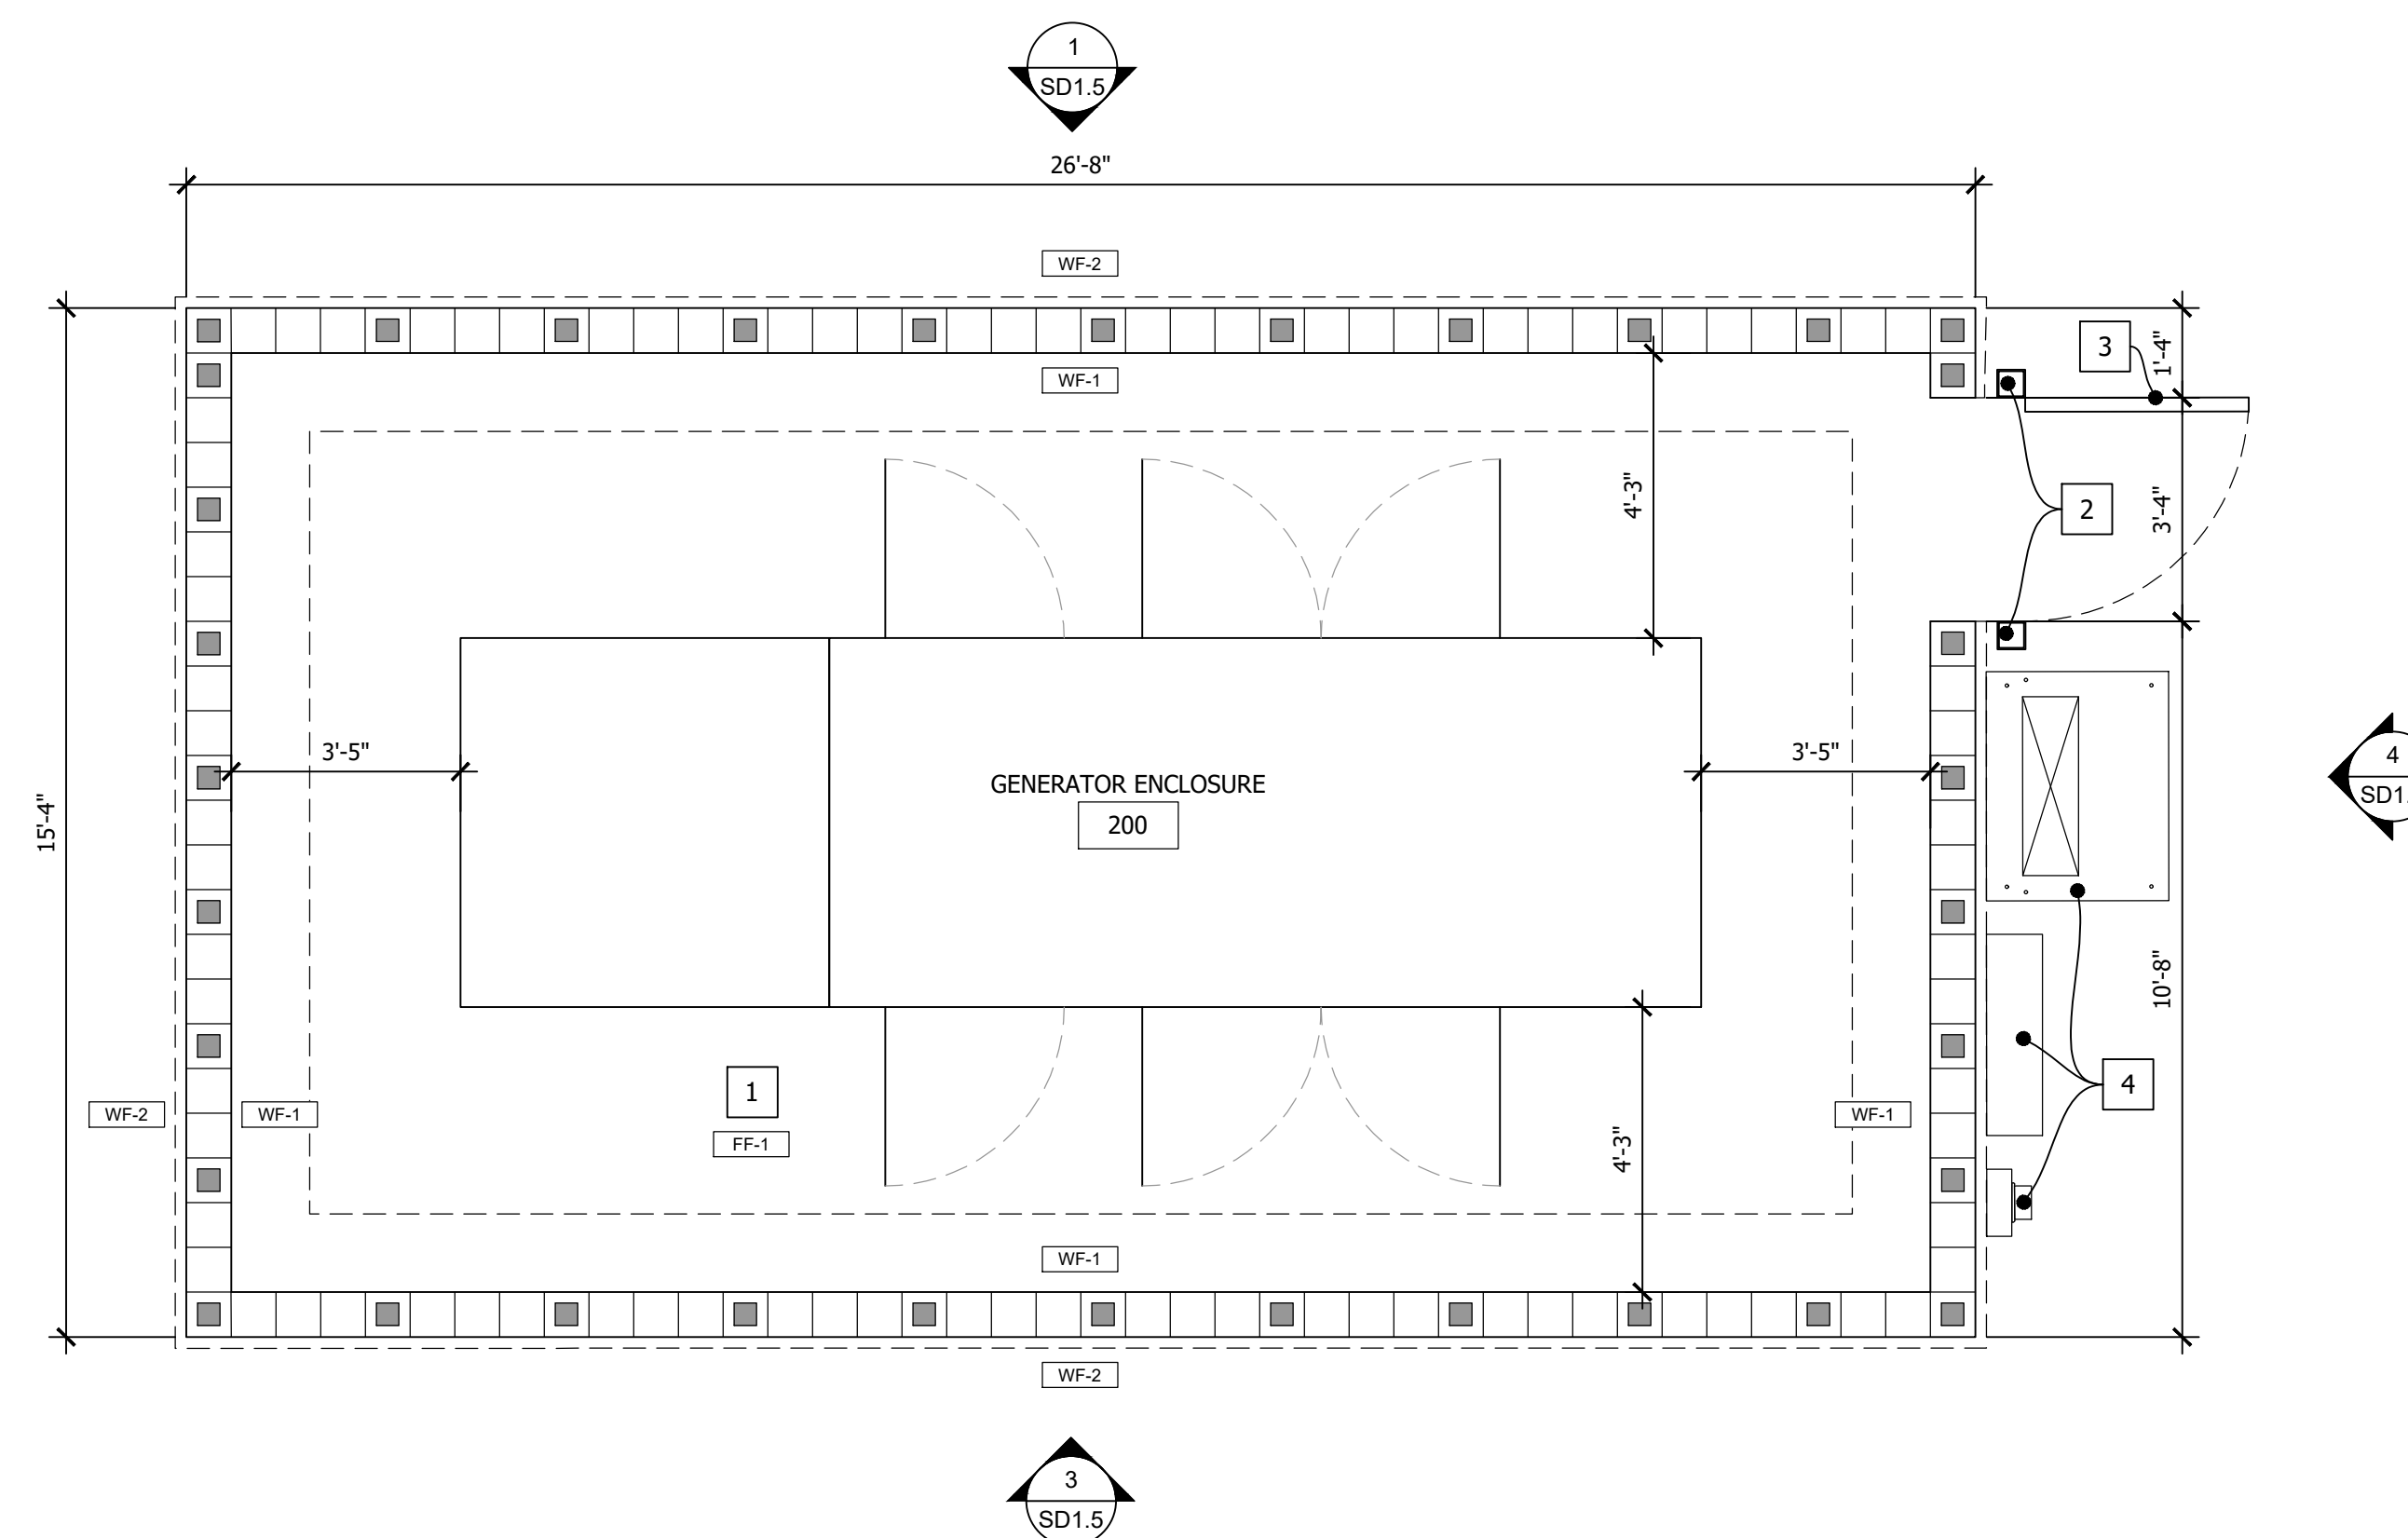 1
SD1.5
26'-8"
WF-2
3
1'-4"
WF-1
4'-3"
2
3'-4"
3'-5"
3'-5"
4
SD1.
GENERATOR ENCLOSURE
200
15'-4"
10'-8"
1
4
WF-2
WF-1
WF-1
FF-1
4'-3"
WF-1
WF-2
3
SD1.5